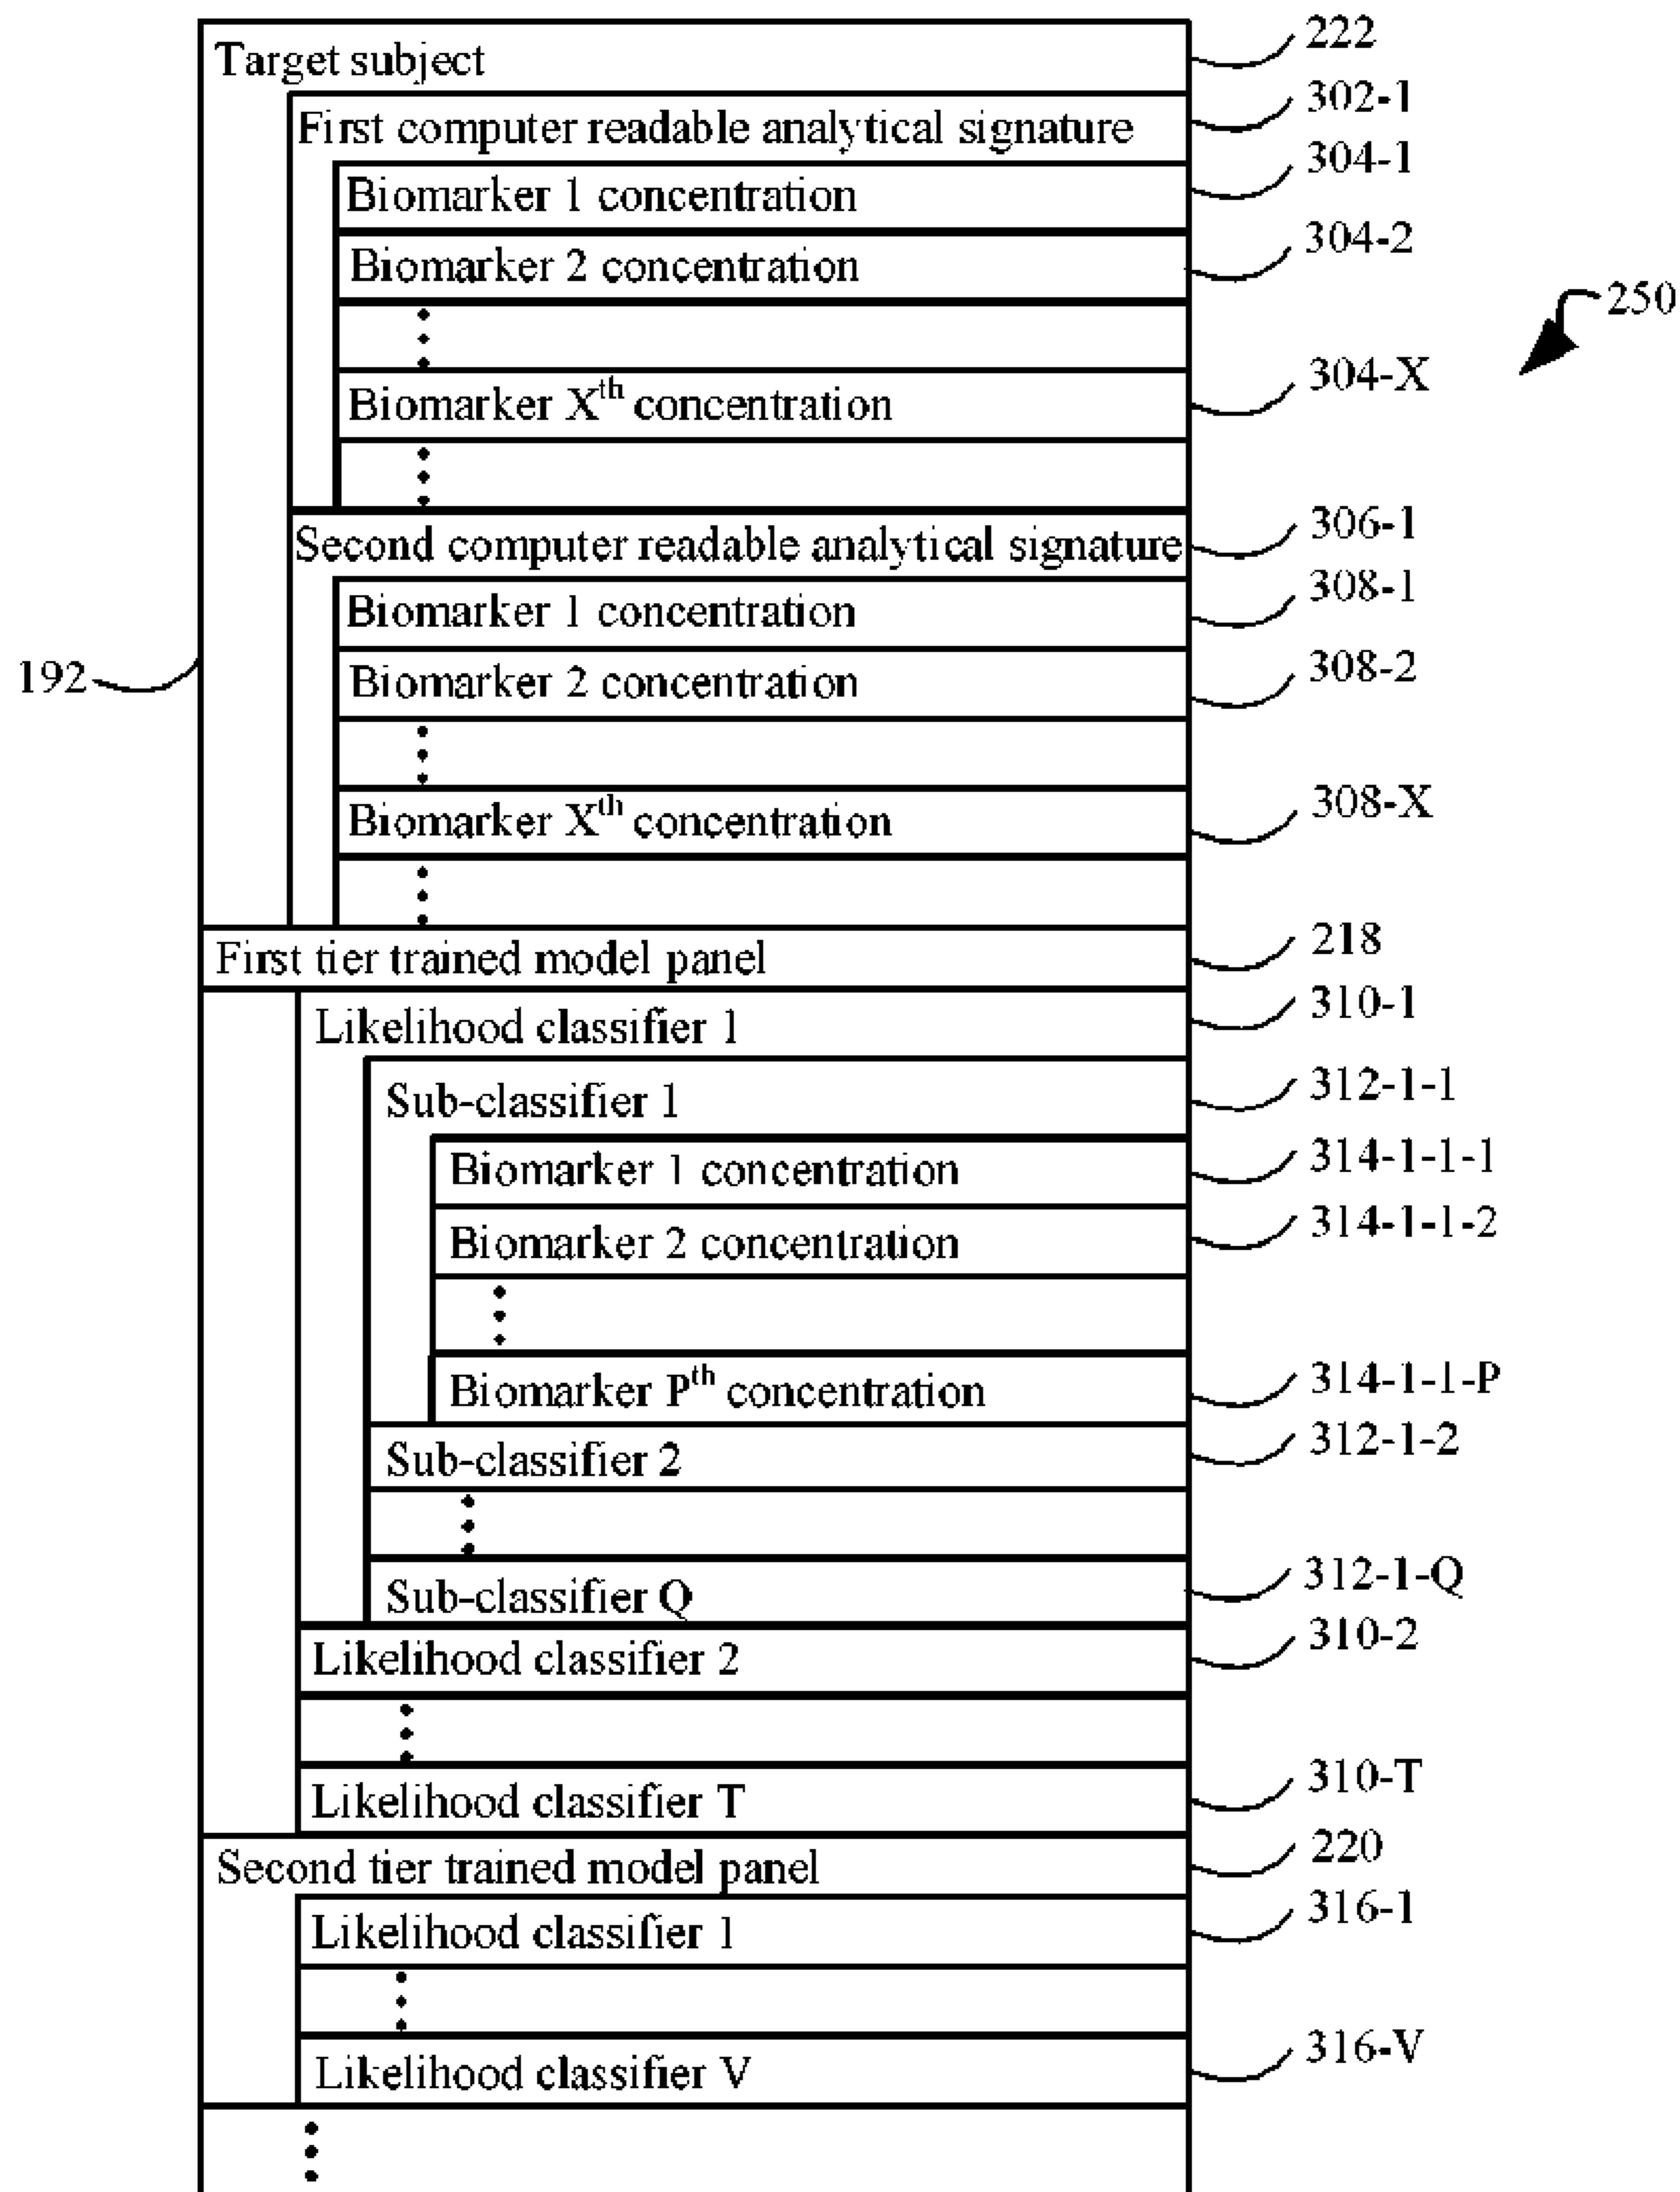 Target subject 222
First computer readable analytical signature 302-1
Biomarker 1 concentration 304-1
Biomarker 2 concentration 304-2
250
Biomarker Xth concentration 304-X
Second computer readable analytical signature 306-1
Biomarker 1 concentration 308-1
192
Biomarker 2 concentration 308-2
Biomarker Xth concentration 308-X
First tier trained model panel 218
Likelihood classifier 1 310-1
Sub-classifier 1 312-1-1
Biomarker 1 concentration 314-1-1-1
Biomarker 2 concentration 314-1-1-2
Biomarker Pth concentration 314-1-1-P
Sub-classifier 2 312-1-2
Sub-classifier Q 312-1-Q
Likelihood classifier 2 310-2
Likelihood classifier T 310-T
Second tier trained model panel 220
Likelihood classifier 1 316-1
Likelihood classifier V 316-V